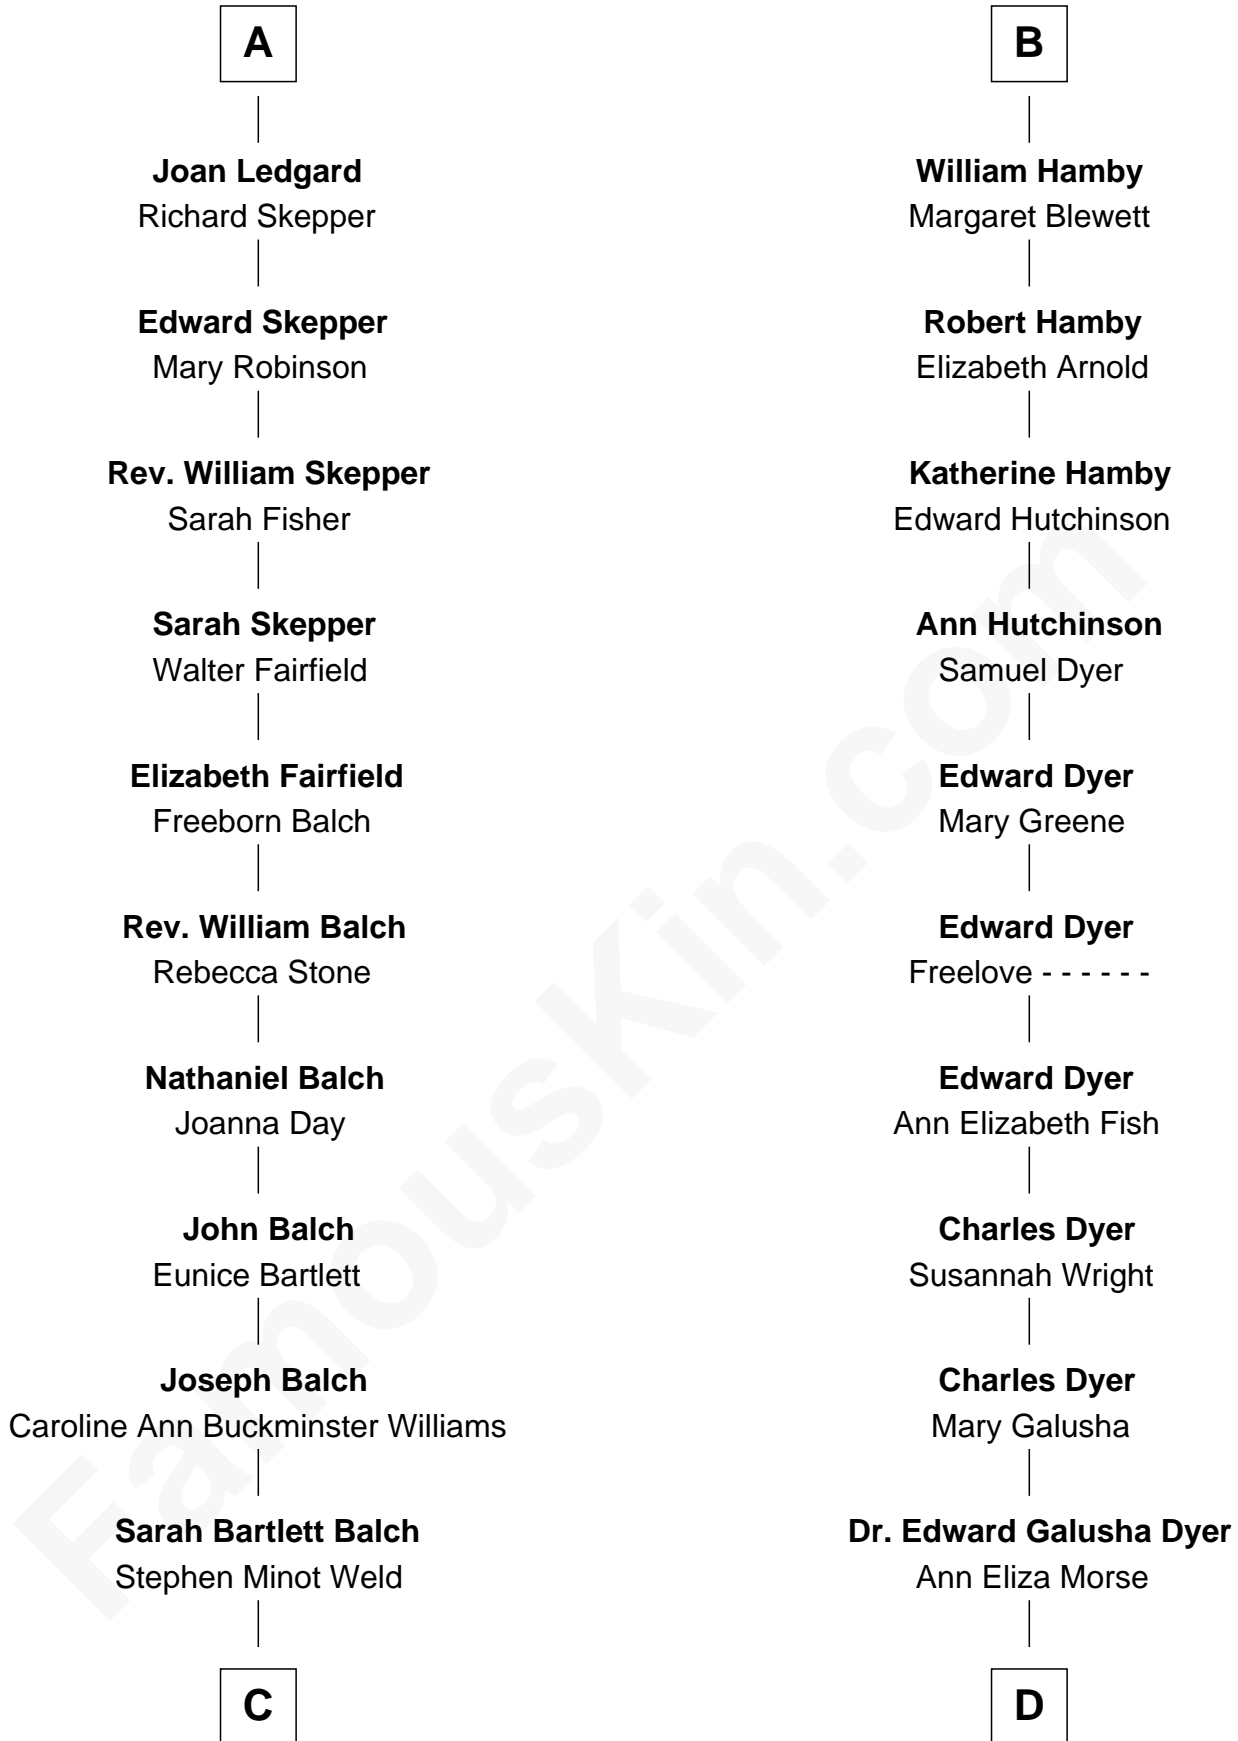 A
Joan Ledgard
Richard Skepper
Edward Skepper
Mary Robinson
Rev. William Skepper
Sarah Fisher
Sarah Skepper
Walter Fairfield
Elizabeth Fairfield
Freeborn Balch
Rev. William Balch
Rebecca Stone
Nathaniel Balch
Joanna Day
John Balch
Eunice Bartlett
Joseph Balch
Caroline Ann Buckminster Williams
Sarah Bartlett Balch
Stephen Minot Weld
C
B
William Hamby
Margaret Blewett
Robert Hamby
Elizabeth Arnold
Katherine Hamby
Edward Hutchinson
Ann Hutchinson
Samuel Dyer
Edward Dyer
Mary Greene
Edward Dyer
Freelove - - - - - -
Edward Dyer
Ann Elizabeth Fish
Charles Dyer
Susannah Wright
Charles Dyer
Mary Galusha
Dr. Edward Galusha Dyer
Ann Eliza Morse
D
FamousKin.com